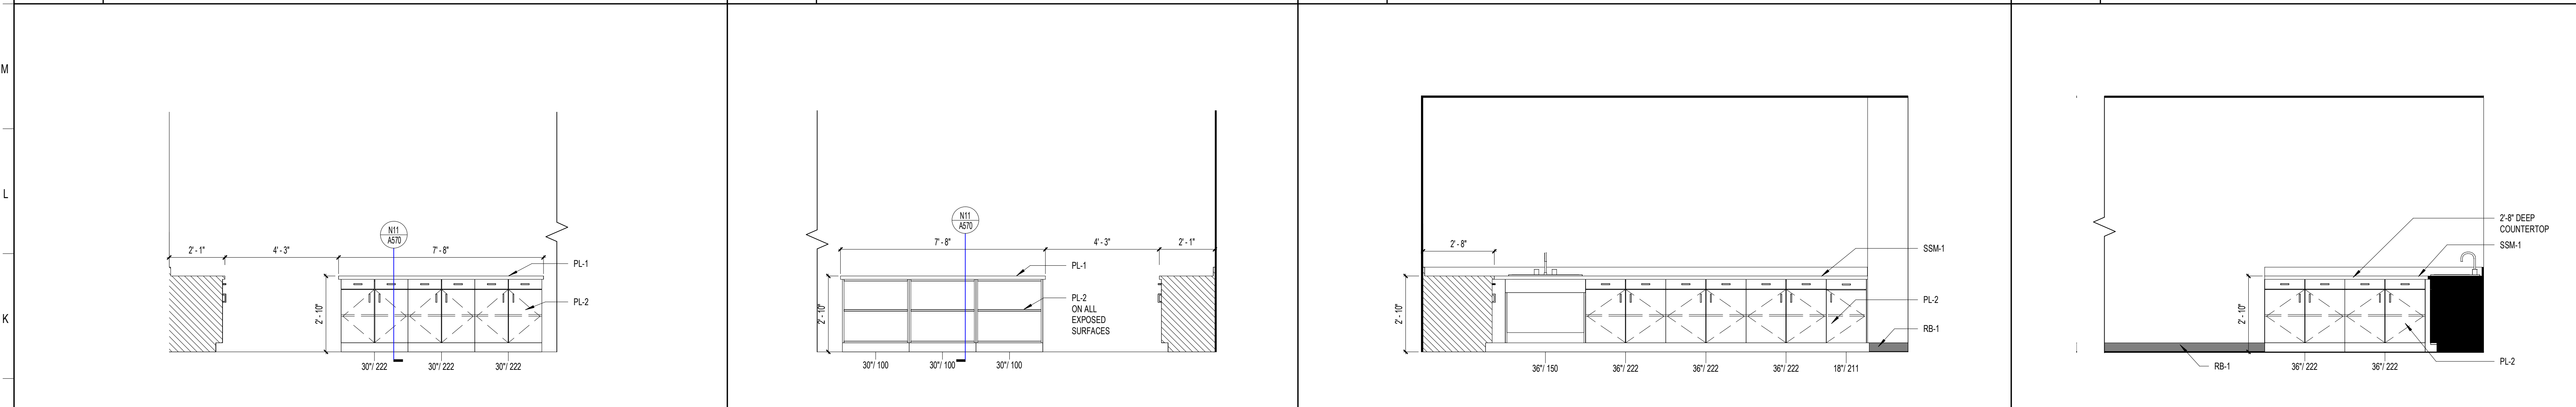 M
L
K
2' - 1"
4' - 3"
7' - 8"
N11
A570
PL-1
PL-2
2' - 10"
30"/ 222
30"/ 222
30"/ 222
N11
A570
7' - 8"
4' - 3"
2' - 1"
PL-1
PL-2
ON ALL
EXPOSED
SURFACES
2' - 10"
30"/ 100
30"/ 100
30"/ 100
2' - 8"
SSM-1
PL-2
RB-1
2' - 10"
36"/ 150
36"/ 222
36"/ 222
36"/ 222
18"/ 211
2'-8" DEEP
COUNTERTOP
SSM-1
2' - 10"
PL-2
RB-1
36"/ 222
36"/ 222